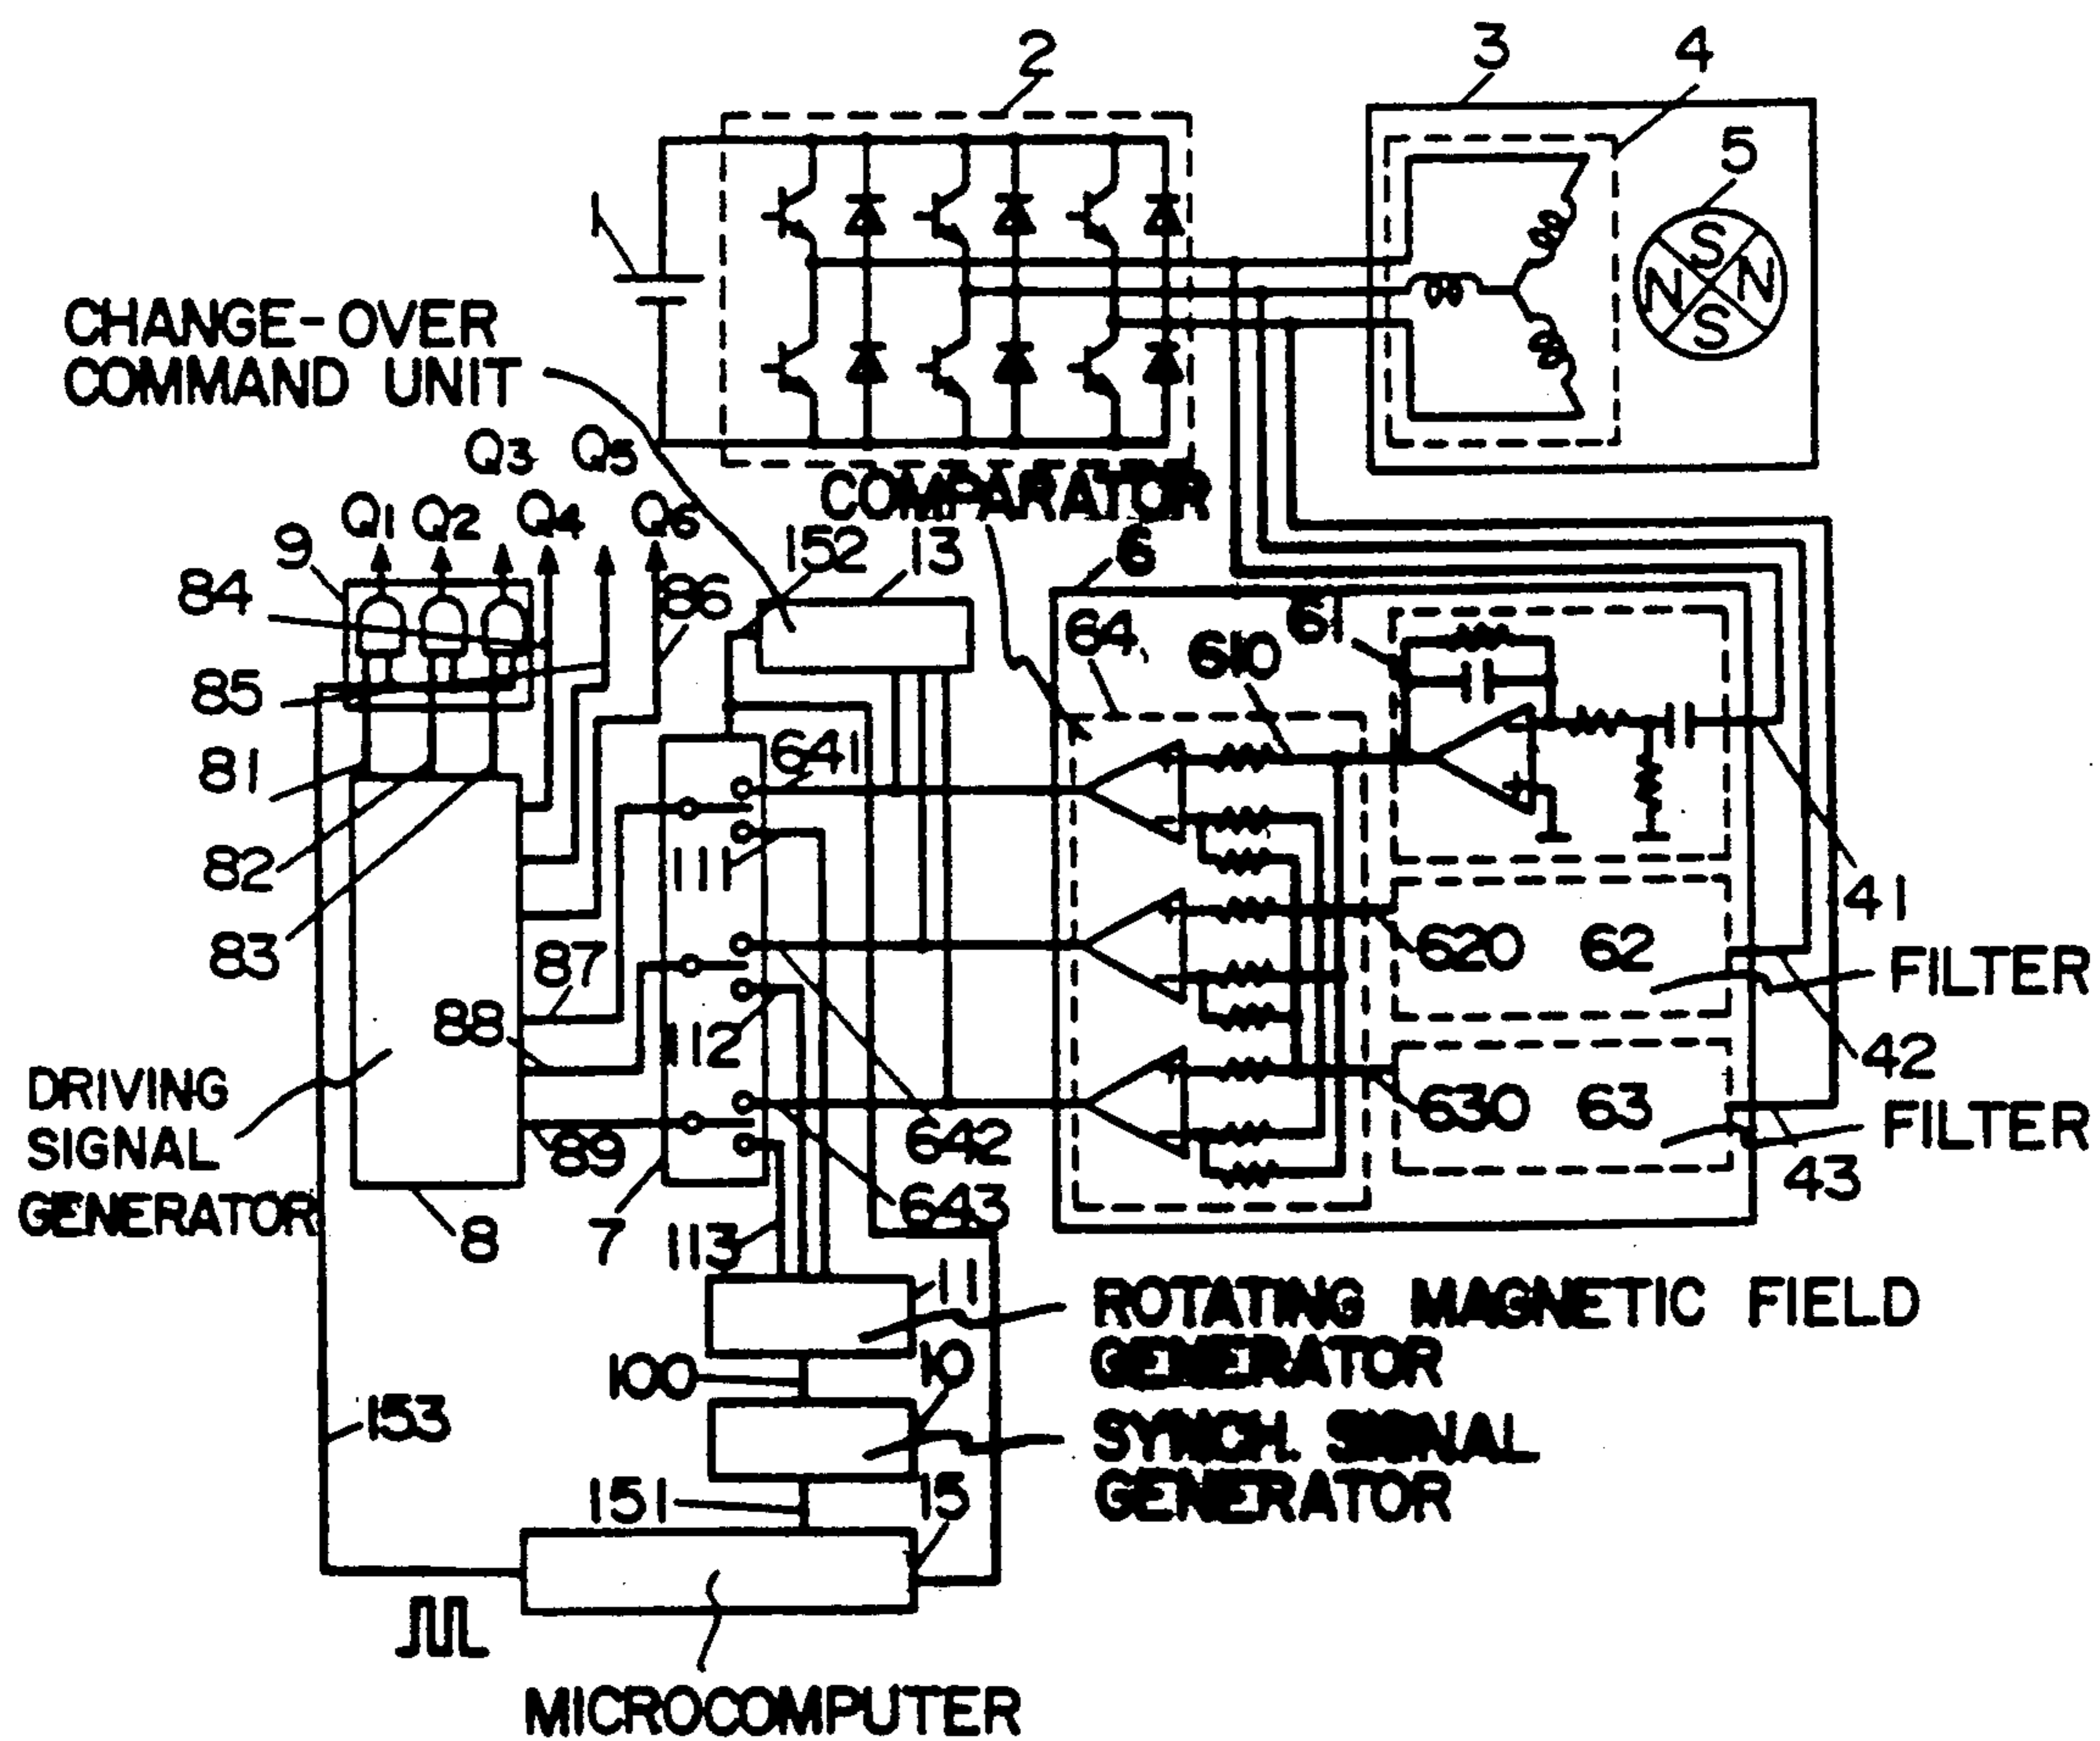 2
3
4
5
S
N
N
S
1
CHANGE-OVER
COMMAND UNIT
Q3 Q5
Q1 Q2 Q4 Q6
COMPARATOR
9
152
13
6
84
86
64
610
61
85
81
641
82
111
83
87
41
620
62
FILTER
88
112
42
DRIVING
SIGNAL
GENERATOR
630
63
FILTER
89
642
43
8
7
113
643
11
ROTATING MAGNETIC FIELD
GENERATOR
100
10
153
SYNCH. SIGNAL
GENERATOR
151
15
MICROCOMPUTER